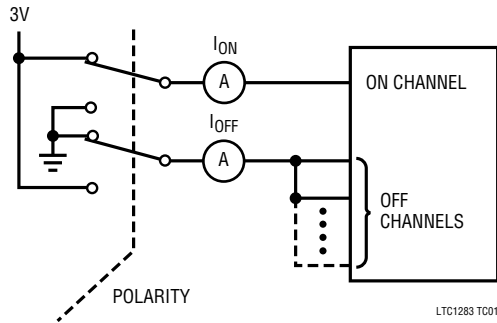 3V
I_ON
A
ON CHANNEL
I_OFF
A
OFF
CHANNELS
POLARITY
LTC1283 TC01